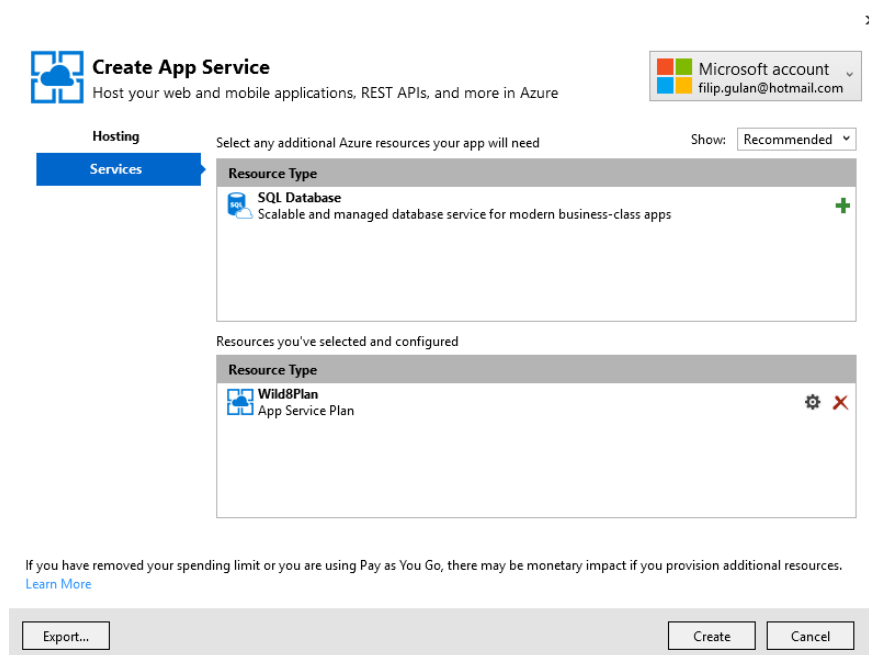 Create App Service
Host your web and mobile applications, REST APIs, and more in Azure
Microsoft account
filip.gulan@hotmail.com
Hosting
Services
Select any additional Azure resources your app will need
Show: Recommended
Resource Type
SQL
SQL Database
Scalable and managed database service for modern business-class apps
Resources you've selected and configured
Resource Type
Wild8Plan
App Service Plan
If you have removed your spending limit or you are using Pay as You Go, there may be monetary impact if you provision additional resources.
Learn More
Export...
Create
Cancel